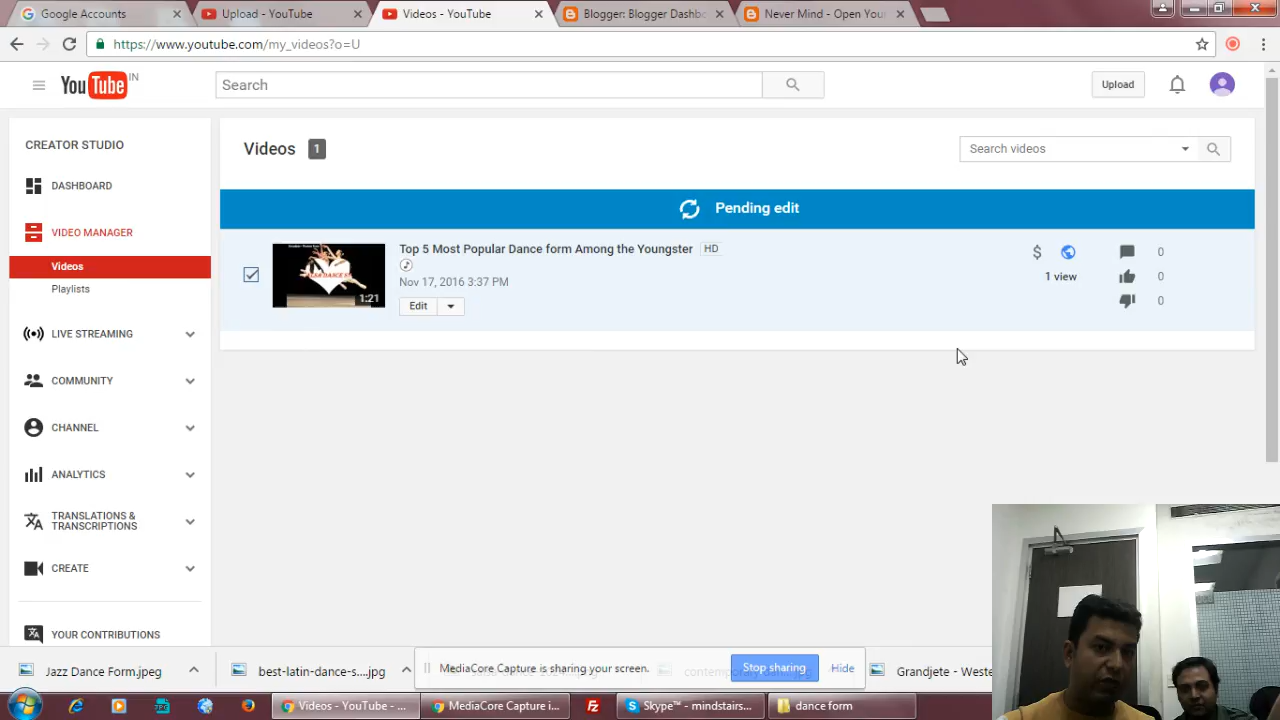 Google Accounts
Upload - YouTube
Videos - YouTube
Blogger: Blogger Dashbo
Never Mind - Open Your
https://www.youtube.com/my_videos?o=U
YouTube IN
Search
Upload
CREATOR STUDIO
DASHBOARD
VIDEO MANAGER
Videos
Playlists
LIVE STREAMING
COMMUNITY
CHANNEL
ANALYTICS
TRANSLATIONS &
TRANSCRIPTIONS
CREATE
YOUR CONTRIBUTIONS
Videos 1
Search videos
Pending edit
1:21
Top 5 Most Popular Dance form Among the Youngster HD
Nov 17, 2016 3:37 PM
Edit
$
1 view
0
0
0
Jazz Dance Form.jpeg
best-latin-dance-s....jpg
MediaCore Capture is sharing your screen.
Stop sharing
Hide
Grandjete - Weste
Videos - YouTube - ...
MediaCore Capture i...
Skype™ - mindstairs...
dance form